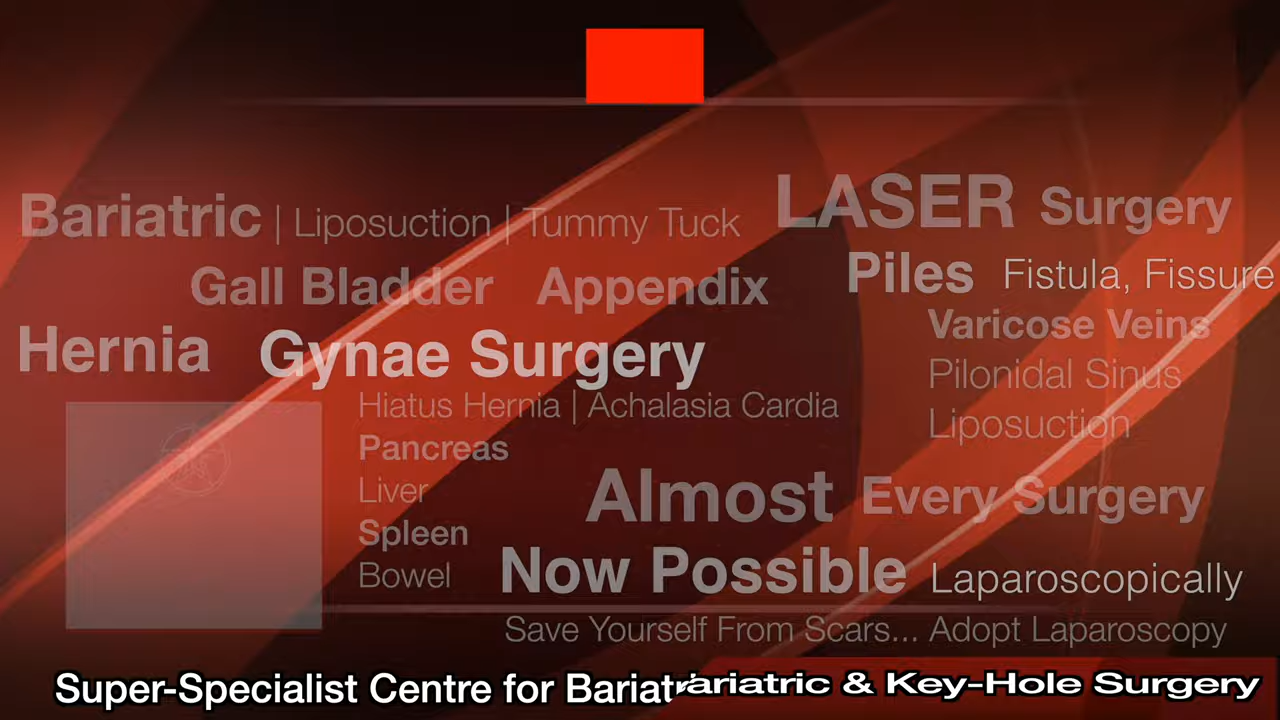 Bariatric | Liposuction | Tummy Tuck
LASER Surgery
Gall Bladder Appendix
Piles Fistula, Fissure
Hernia Gynae Surgery
Varicose Veins
Pilonidal Sinus
Liposuction
Hiatus Hernia | Achalasia Cardia
Pancreas
Liver
Spleen
Bowel
Almost Every Surgery
Now Possible Laparoscopically
Save Yourself From Scars... Adopt Laparoscopy
Super-Specialist Centre for Bariatr
ariatric & Key-Hole Surgery